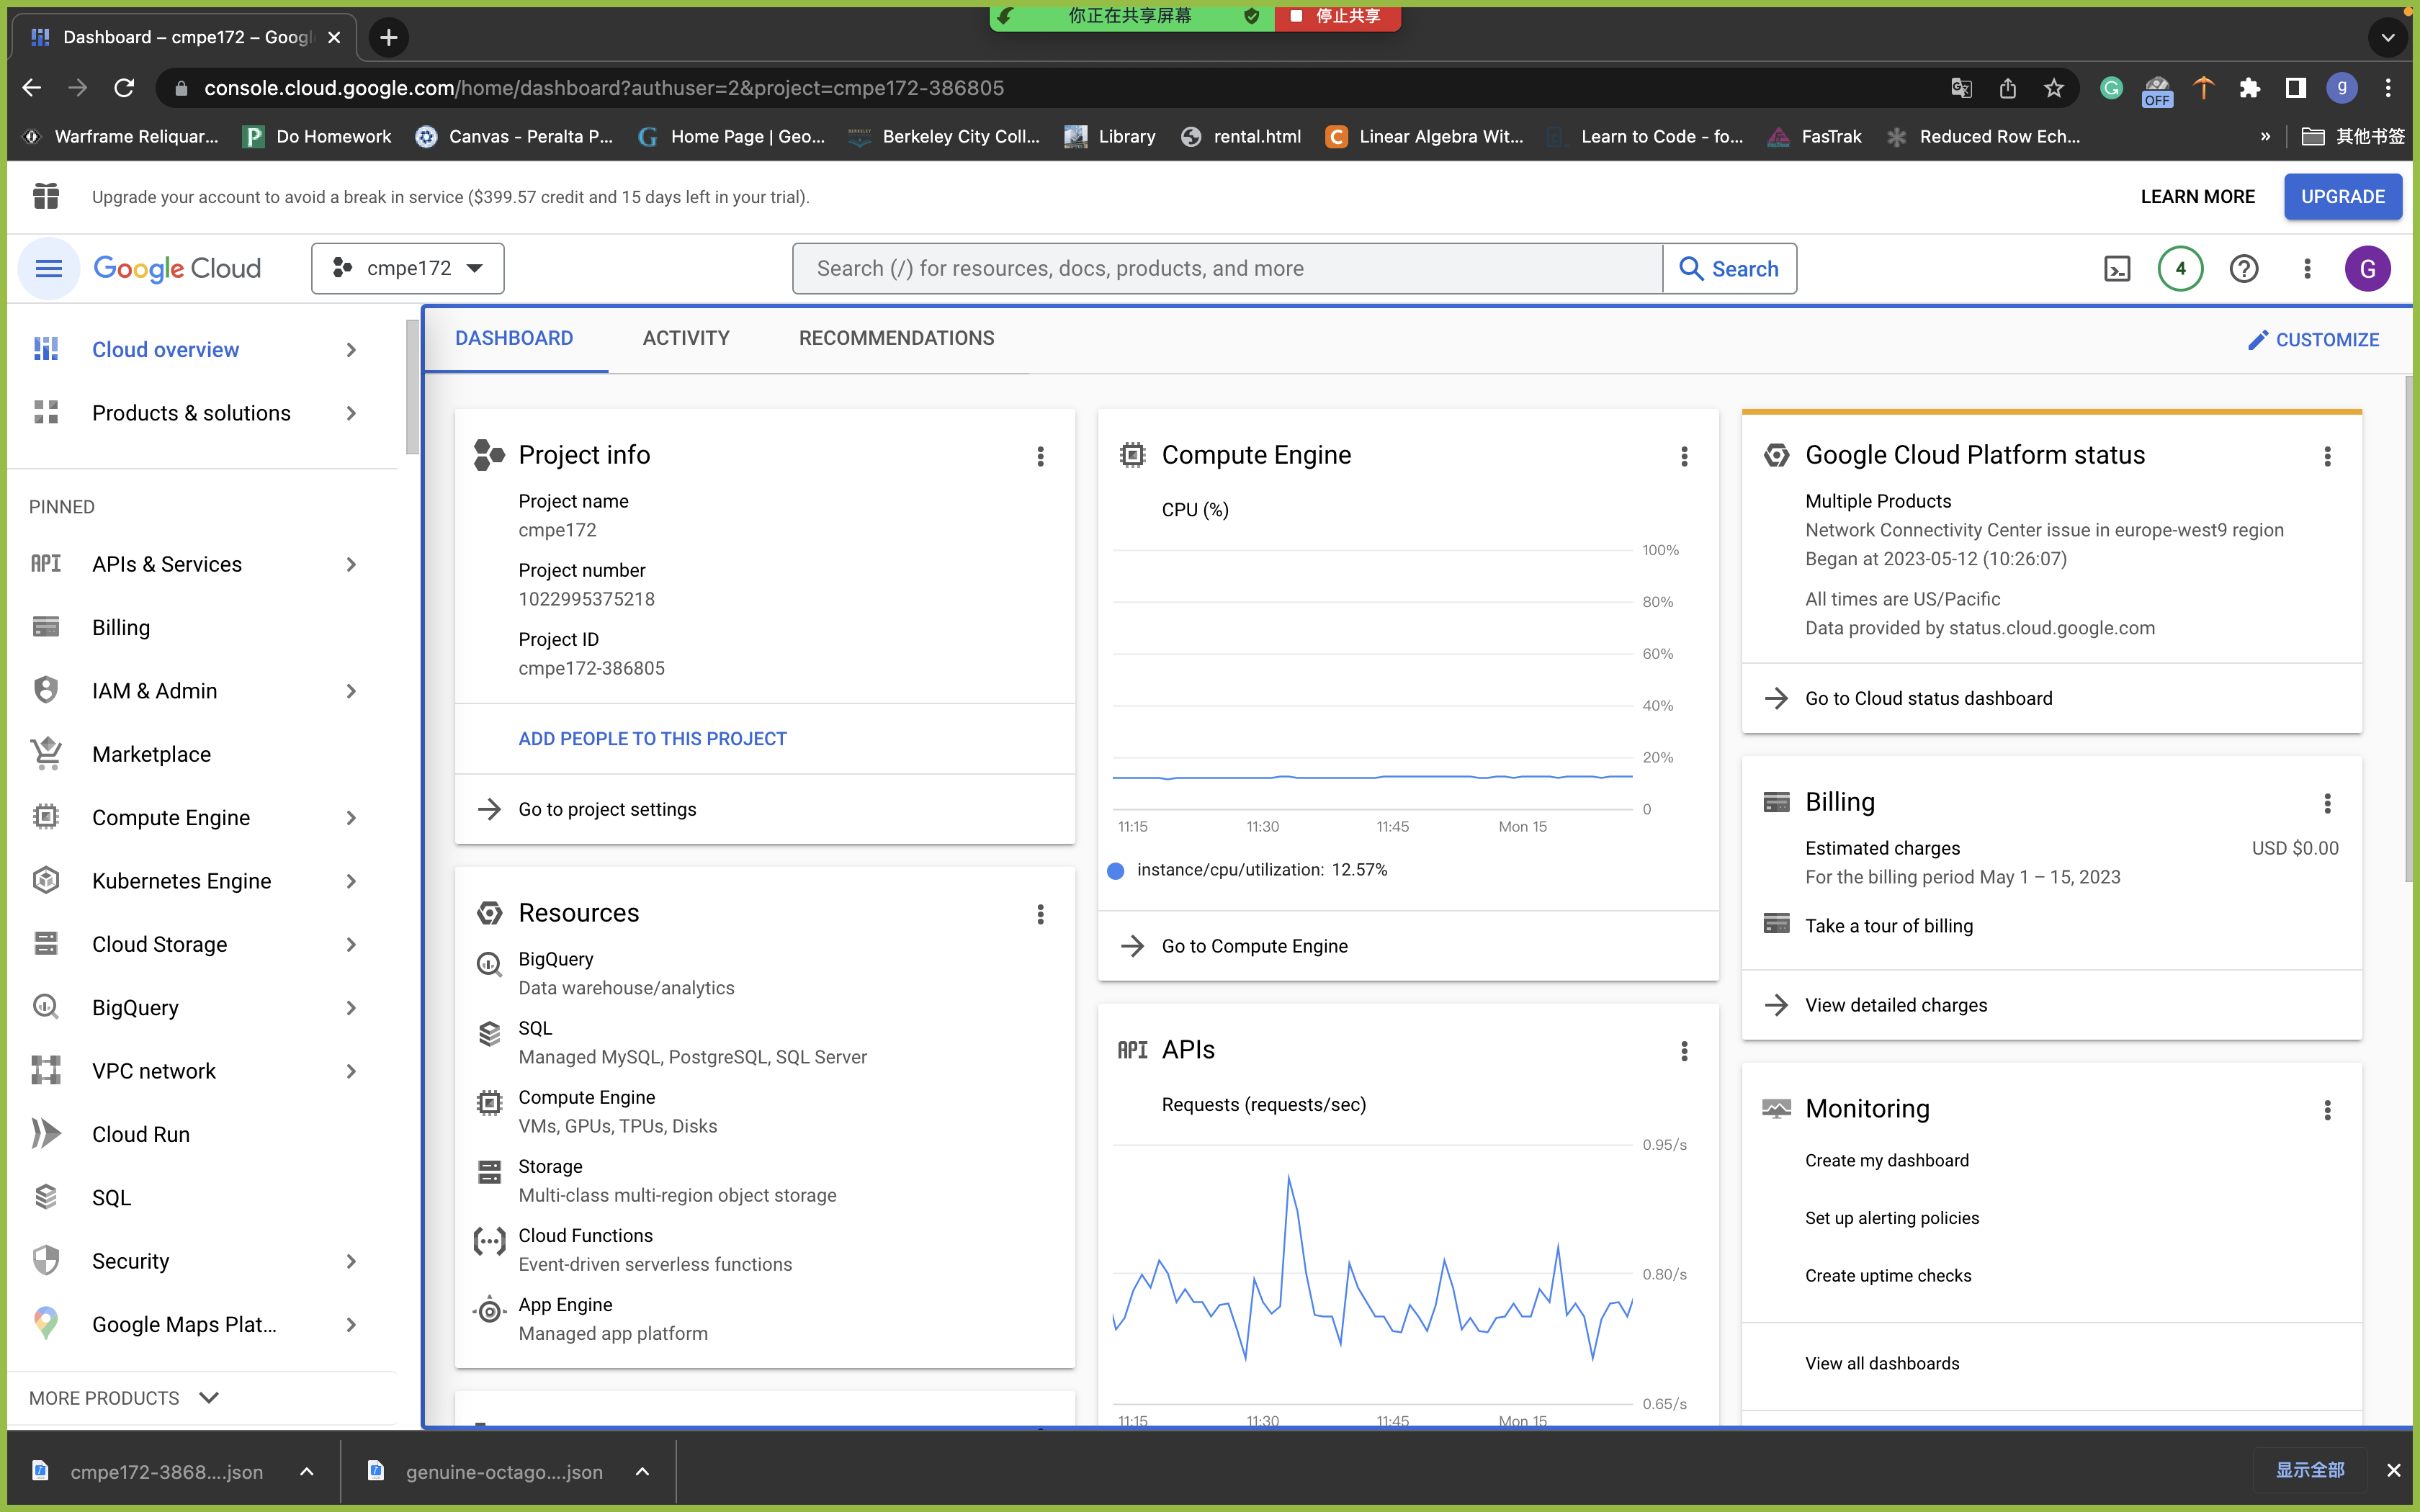 你正在共享屏幕
停止共享
Dashboard – cmpe172 – Googl
console.cloud.google.com/home/dashboard?authuser=2&project=cmpe172-386805
OFF
g
Warframe Reliquar...
Do Homework
Canvas - Peralta P...
Home Page | Geo...
Berkeley City Coll...
Library
rental.html
Linear Algebra Wit...
Learn to Code - fo...
FasTrak
Reduced Row Ech...
»
其他书签
Upgrade your account to avoid a break in service ($399.57 credit and 15 days left in your trial).
LEARN MORE
UPGRADE
Google Cloud
cmpe172
Search (/) for resources, docs, products, and more
Search
4
G
Cloud overview
Products & solutions
PINNED
API
APIs & Services
Billing
IAM & Admin
Marketplace
Compute Engine
Kubernetes Engine
Cloud Storage
BigQuery
VPC network
Cloud Run
SQL
Security
Google Maps Plat...
MORE PRODUCTS
DASHBOARD
ACTIVITY
RECOMMENDATIONS
CUSTOMIZE
Project info
Project name
cmpe172
Project number
1022995375218
Project ID
cmpe172-386805
ADD PEOPLE TO THIS PROJECT
Go to project settings
Resources
BigQuery
Data warehouse/analytics
SQL
Managed MySQL, PostgreSQL, SQL Server
Compute Engine
VMs, GPUs, TPUs, Disks
Storage
Multi-class multi-region object storage
Cloud Functions
Event-driven serverless functions
App Engine
Managed app platform
Compute Engine
CPU (%)
100%
80%
60%
40%
20%
0
11:15
11:30
11:45
Mon 15
instance/cpu/utilization: 12.57%
Go to Compute Engine
API
APIs
Requests (requests/sec)
0.95/s
0.80/s
0.65/s
11:15
11:30
11:45
Mon 15
Google Cloud Platform status
Multiple Products
Network Connectivity Center issue in europe-west9 region
Began at 2023-05-12 (10:26:07)
All times are US/Pacific
Data provided by status.cloud.google.com
Go to Cloud status dashboard
Billing
Estimated charges
USD $0.00
For the billing period May 1 – 15, 2023
Take a tour of billing
View detailed charges
Monitoring
Create my dashboard
Set up alerting policies
Create uptime checks
View all dashboards
cmpe172-3868....json
genuine-octago....json
显示全部